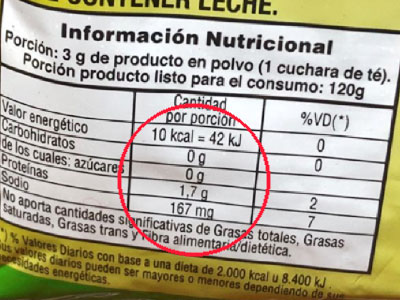 CONTENER LECHE.
Información Nutricional
Porción: 3 g de producto en polvo (1 cuchara de té).
Porción producto listo para el consumo: 120g
Cantidad por porción %VD(*)
Valor energético 10 kcal = 42 kJ 0
Carbohidratos 0 g 0
de los cuales: azúcares 0 g
Proteínas 1,7 g 2
Sodio 167 mg 7
No aporta cantidades significativas de Grasas totales, Grasas
saturadas, Grasas trans y Fibra alimentaria/dietética.
(*) % Valores Diarios con base a una dieta de 2.000 kcal u 8.400 kJ.
Sus valores diarios pueden ser mayores o menores dependiendo de sus
necesidades energéticas.